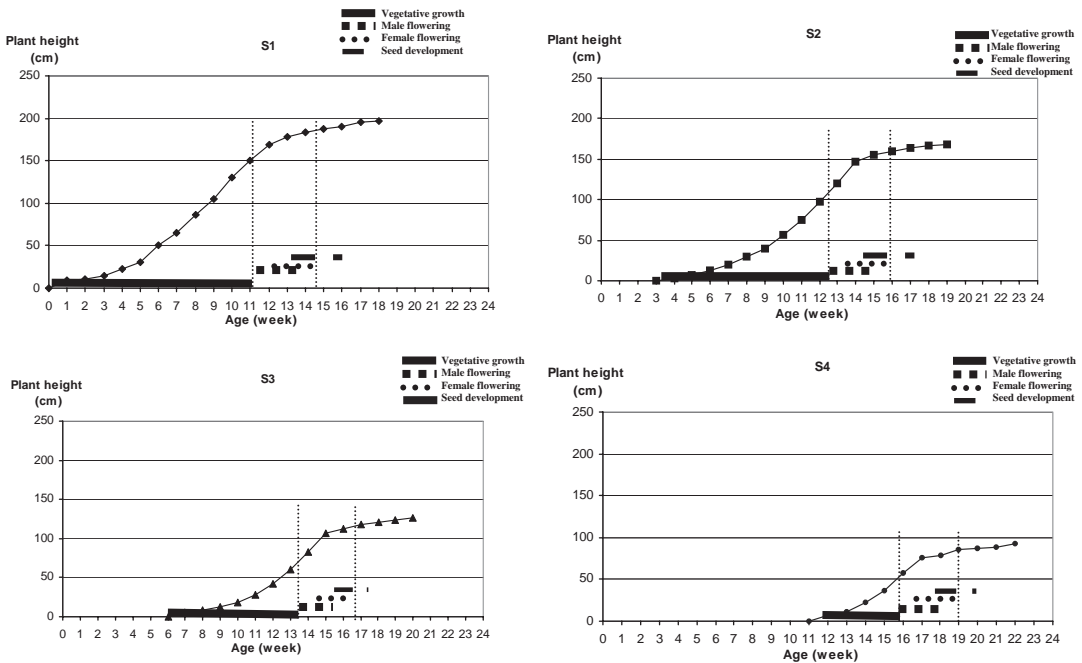 S1
Vegetative growth
Male flowering
Female flowering
Seed development
Plant height
(cm)
250
200
150
100
50
0
0 1 2 3 4 5 6 7 8 9 10 11 12 13 14 15 16 17 18 19 20 21 22 23 24
Age (week)
S2
Vegetative growth
Male flowering
Female flowering
Seed development
Plant height
(cm)
250
200
150
100
50
0
0 1 2 3 4 5 6 7 8 9 10 11 12 13 14 15 16 17 18 19 20 21 22 23 24
Age (week)
S3
Vegetative growth
Male flowering
Female flowering
Seed development
Plant height
(cm)
250
200
150
100
50
0
0 1 2 3 4 5 6 7 8 9 10 11 12 13 14 15 16 17 18 19 20 21 22 23 24
Age (week)
S4
Vegetative growth
Male flowering
Female flowering
Seed development
Plant height
(cm)
250
200
150
100
50
0
0 1 2 3 4 5 6 7 8 9 10 11 12 13 14 15 16 17 18 19 20 21 22 23 24
Age (week)